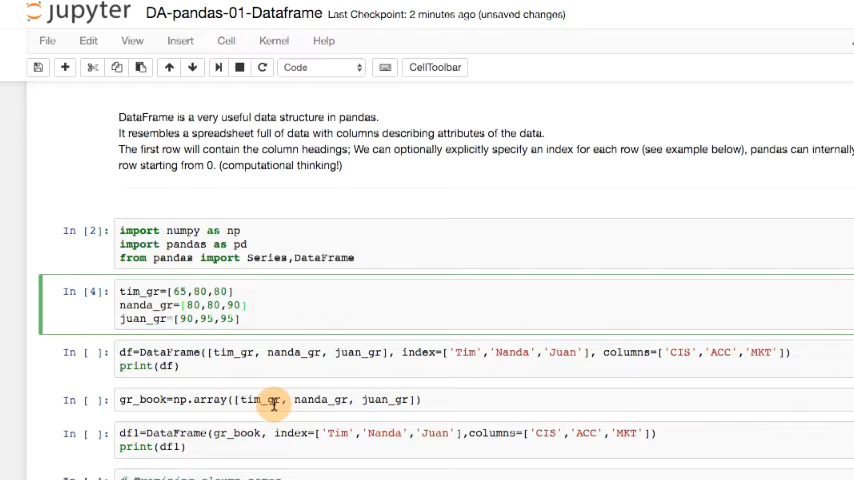 jupyter DA-pandas-01-Dataframe Last Checkpoint: 2 minutes ago (unsaved changes)
File Edit View Insert Cell Kernel Help
Code CellToolbar
DataFrame is a very useful data structure in pandas.
It resembles a spreadsheet full of data with columns describing attributes of the data.
The first row will contain the column headings; We can optionally explicitly specify an index for each row (see example below), pandas can internally
row starting from 0. (computational thinking!)
In [2]: import numpy as np
import pandas as pd
from pandas import Series,DataFrame
In [4]: tim_gr=[65,80,80]
nanda_gr=[80,80,90]
juan_gr=[90,95,95]
In [ ]: df=DataFrame([tim_gr, nanda_gr, juan_gr], index=['Tim','Nanda','Juan'], columns=['CIS','ACC','MKT'])
print(df)
In [ ]: gr_book=np.array([tim_gr, nanda_gr, juan_gr])
In [ ]: df1=DataFrame(gr_book, index=['Tim','Nanda','Juan'],columns=['CIS','ACC','MKT'])
print(df1)